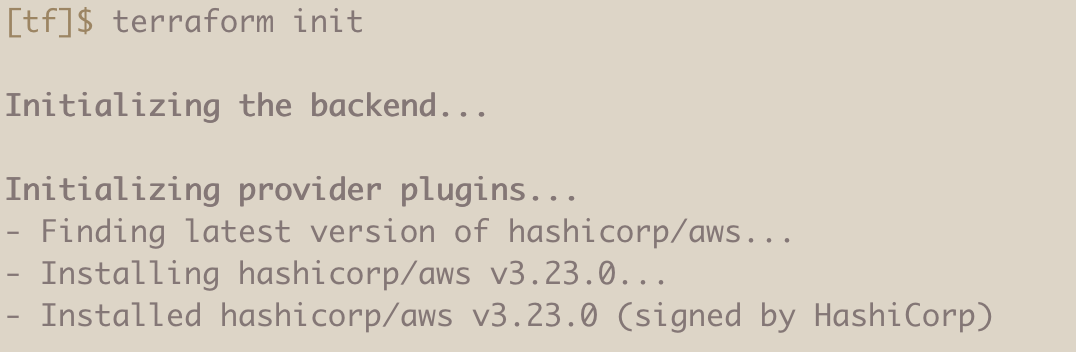 [tf]$ terraform init
Initializing the backend...
Initializing provider plugins...
- Finding latest version of hashicorp/aws...
- Installing hashicorp/aws v3.23.0...
- Installed hashicorp/aws v3.23.0 (signed by HashiCorp)